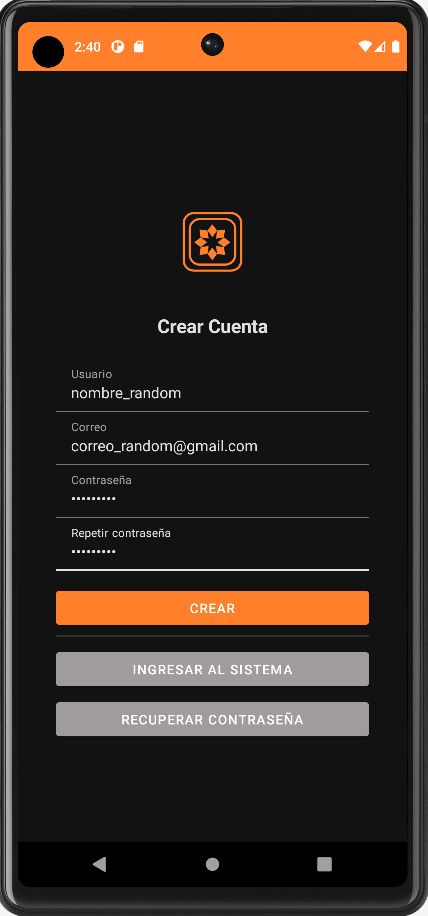 2:40
Crear Cuenta
Usuario
nombre_random
Correo
correo_random@gmail.com
Contraseña
•••••••••
Repetir contraseña
•••••••••
CREAR
INGRESAR AL SISTEMA
RECUPERAR CONTRASEÑA